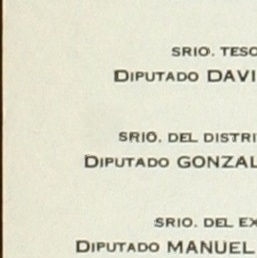 SRIO. TESO
DIPUTADO DAVI
SRIO. DEL DISTRI
DIPUTADO GONZAL
SRIO. DEL EX
DIPUTADO MANUEL